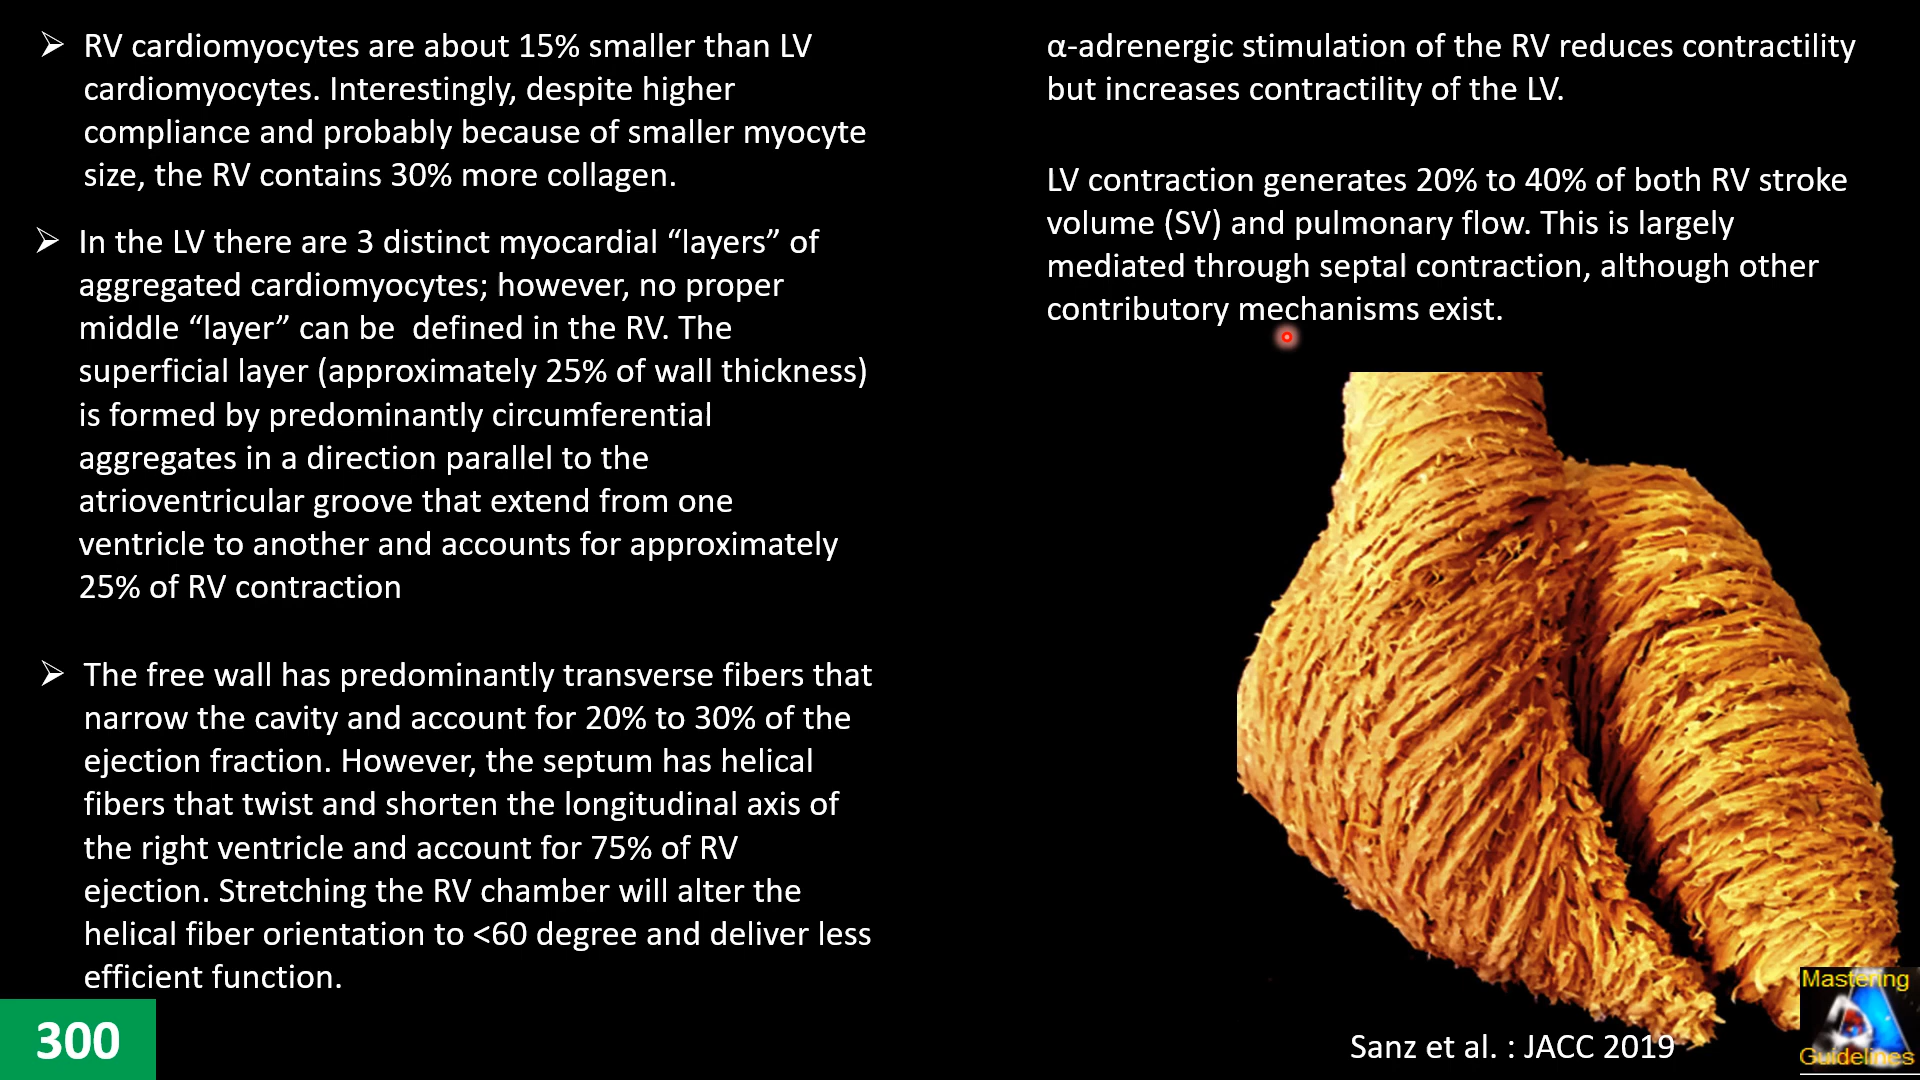 ➢ RV cardiomyocytes are about 15% smaller than LV
cardiomyocytes. Interestingly, despite higher
compliance and probably because of smaller myocyte
size, the RV contains 30% more collagen.
➢ In the LV there are 3 distinct myocardial “layers” of
aggregated cardiomyocytes; however, no proper
middle “layer” can be defined in the RV. The
superficial layer (approximately 25% of wall thickness)
is formed by predominantly circumferential
aggregates in a direction parallel to the
atrioventricular groove that extend from one
ventricle to another and accounts for approximately
25% of RV contraction
➢ The free wall has predominantly transverse fibers that
narrow the cavity and account for 20% to 30% of the
ejection fraction. However, the septum has helical
fibers that twist and shorten the longitudinal axis of
the right ventricle and account for 75% of RV
ejection. Stretching the RV chamber will alter the
helical fiber orientation to <60 degree and deliver less
efficient function.
300
α-adrenergic stimulation of the RV reduces contractility
but increases contractility of the LV.
LV contraction generates 20% to 40% of both RV stroke
volume (SV) and pulmonary flow. This is largely
mediated through septal contraction, although other
contributory mechanisms exist.
Sanz et al. : JACC 2019
Mastering
Guidelines